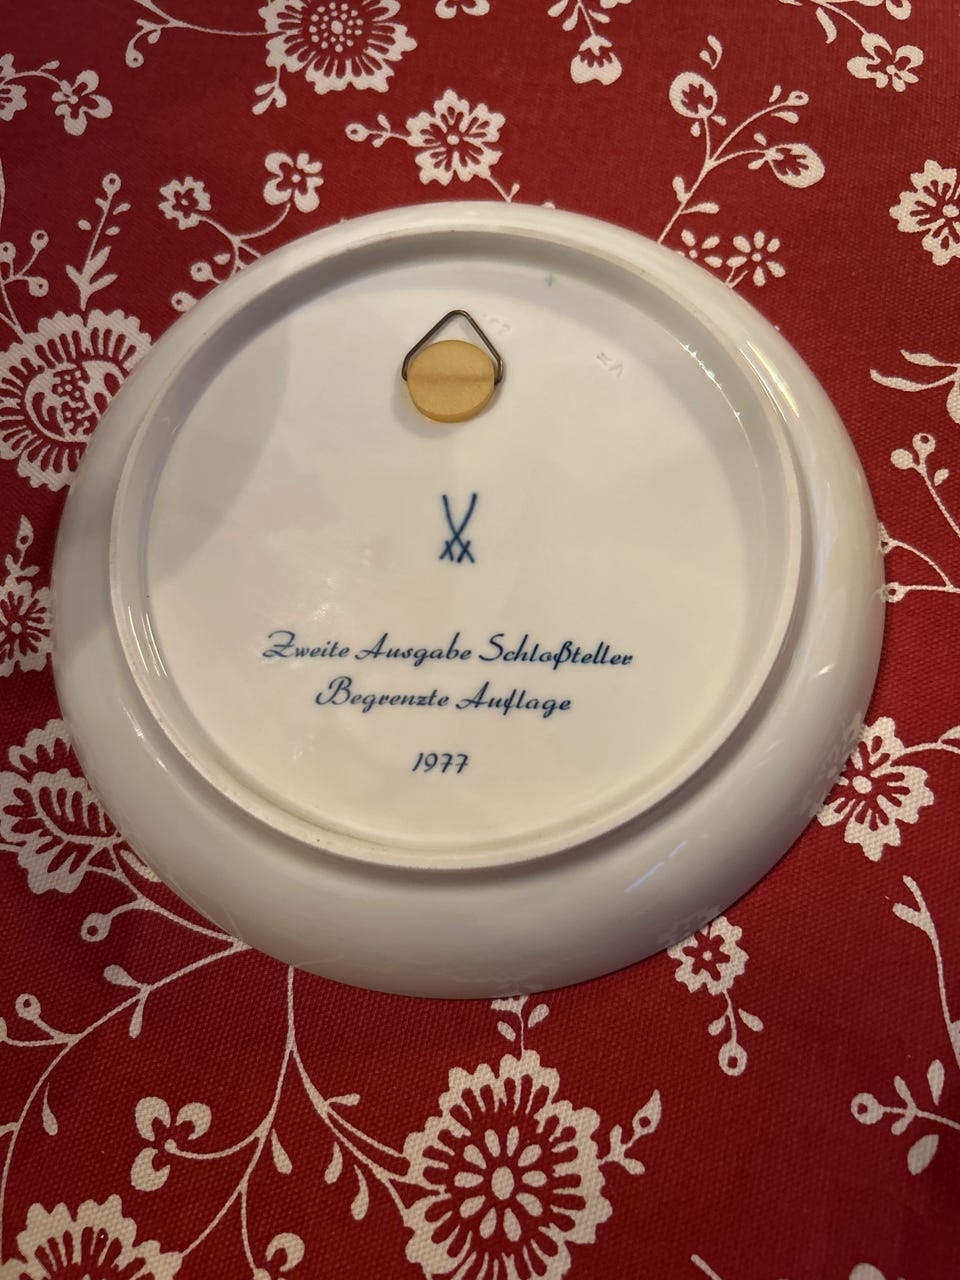 Zweite Ausgabe Schloßteller
Begrenzte Auflage
1977